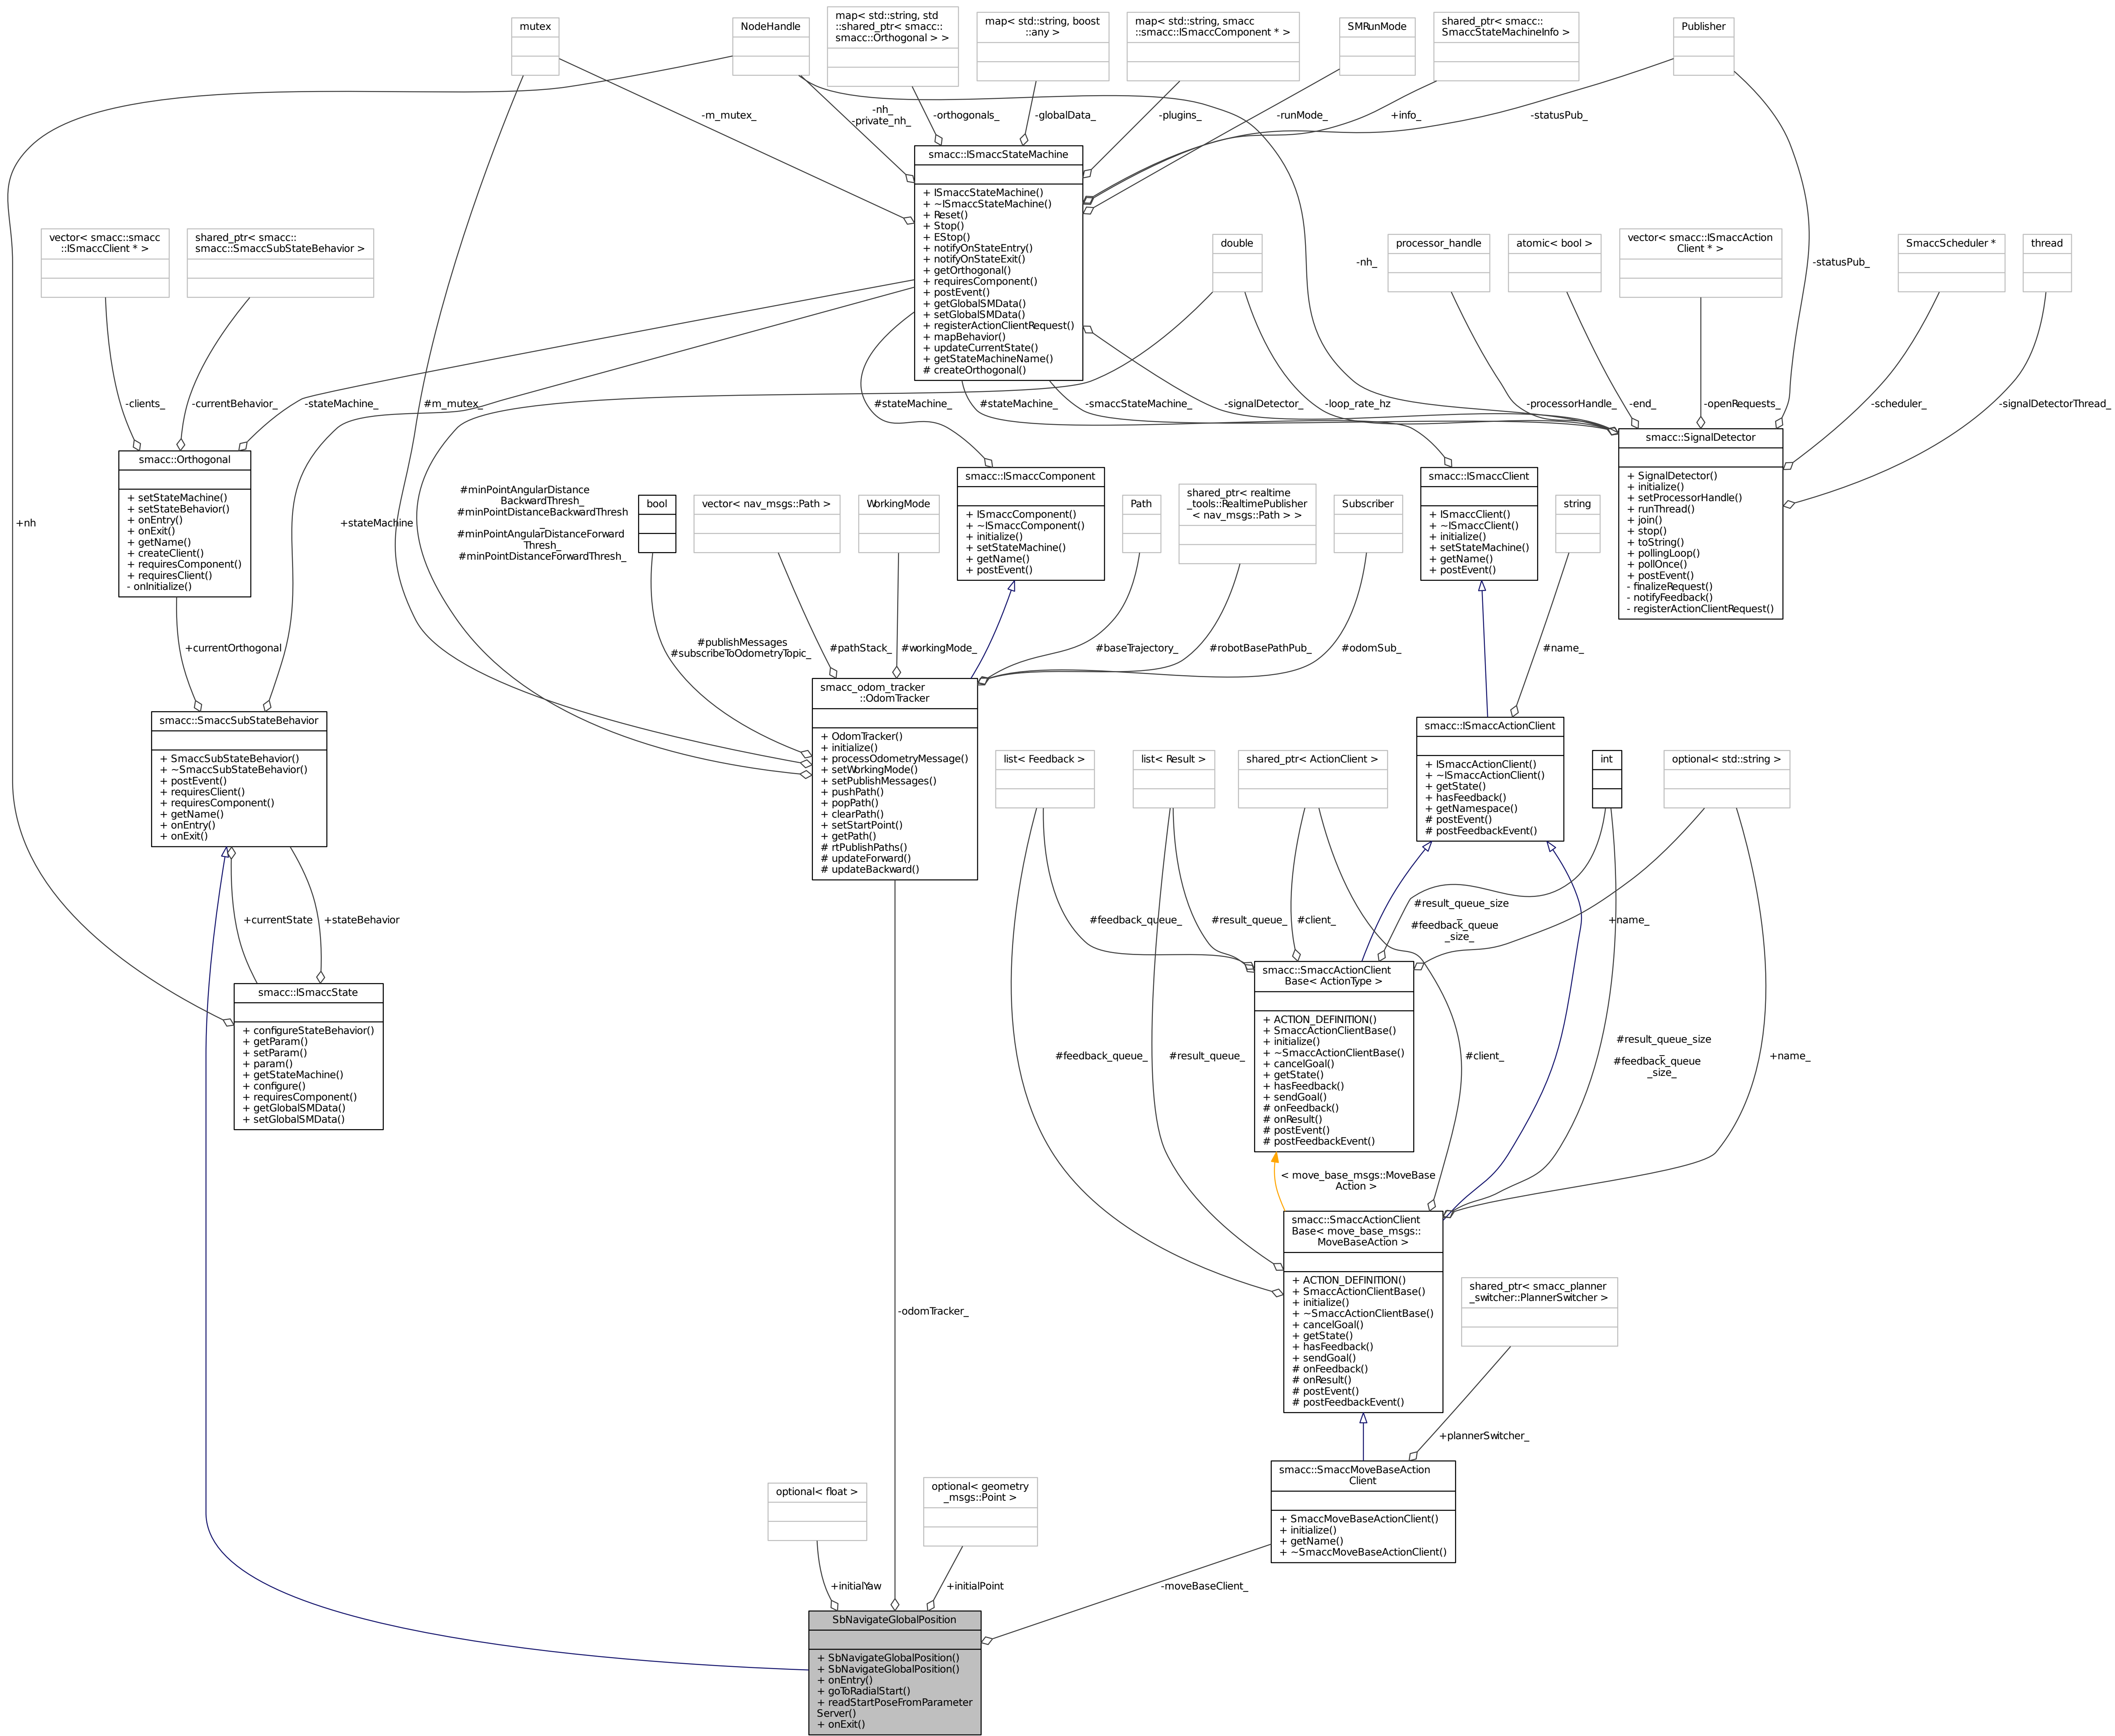 mutex
NodeHandle
map< std::string, std
::shared_ptr< smacc::
smacc::Orthogonal > >
map< std::string, boost
::any >
map< std::string, smacc
::smacc::ISmaccComponent * >
SMRunMode
shared_ptr< smacc::
SmaccStateMachineInfo >
Publisher
-m_mutex_
-nh_
-private_nh_
-orthogonals_
-globalData_
-plugins_
-runMode_
+info_
-statusPub_
smacc::ISmaccStateMachine
+ ISmaccStateMachine()
+ ~ISmaccStateMachine()
+ Reset()
+ Stop()
+ EStop()
+ notifyOnStateEntry()
+ notifyOnStateExit()
+ getOrthogonal()
+ requiresComponent()
+ postEvent()
+ getGlobalSMData()
+ setGlobalSMData()
+ registerActionClientRequest()
+ mapBehavior()
+ updateCurrentState()
+ getStateMachineName()
# createOrthogonal()
vector< smacc::smacc
::ISmaccClient * >
shared_ptr< smacc::
smacc::SmaccSubStateBehavior >
double
-nh_
processor_handle
atomic< bool >
vector< smacc::ISmaccAction
Client * >
-statusPub_
SmaccScheduler *
thread
-clients_
-currentBehavior_
-stateMachine_
#m_mutex_
#stateMachine_
#stateMachine_
-smaccStateMachine_
-signalDetector_
-loop_rate_hz
-processorHandle_
-end_
-openRequests_
-scheduler_
-signalDetectorThread_
smacc::Orthogonal
+ setStateMachine()
+ setStateBehavior()
+ onEntry()
+ onExit()
+ getName()
+ createClient()
+ requiresComponent()
+ requiresClient()
- onInitialize()
+nh
+stateMachine
#minPointAngularDistance
BackwardThresh_
#minPointDistanceBackwardThresh
_
#minPointAngularDistanceForward
Thresh_
#minPointDistanceForwardThresh_
bool
vector< nav_msgs::Path >
WorkingMode
smacc::ISmaccComponent
+ ISmaccComponent()
+ ~ISmaccComponent()
+ initialize()
+ setStateMachine()
+ getName()
+ postEvent()
Path
shared_ptr< realtime
_tools::RealtimePublisher
< nav_msgs::Path > >
Subscriber
smacc::ISmaccClient
+ ISmaccClient()
+ ~ISmaccClient()
+ initialize()
+ setStateMachine()
+ getName()
+ postEvent()
string
smacc::SignalDetector
+ SignalDetector()
+ initialize()
+ setProcessorHandle()
+ runThread()
+ join()
+ stop()
+ toString()
+ pollingLoop()
+ pollOnce()
+ postEvent()
- finalizeRequest()
- notifyFeedback()
- registerActionClientRequest()
+currentOrthogonal
#publishMessages
#subscribeToOdometryTopic_
#pathStack_
#workingMode_
#baseTrajectory_
#robotBasePathPub_
#odomSub_
#name_
smacc::SmaccSubStateBehavior
+ SmaccSubStateBehavior()
+ ~SmaccSubStateBehavior()
+ postEvent()
+ requiresClient()
+ requiresComponent()
+ getName()
+ onEntry()
+ onExit()
smacc_odom_tracker
::OdomTracker
+ OdomTracker()
+ initialize()
+ processOdometryMessage()
+ setWorkingMode()
+ setPublishMessages()
+ pushPath()
+ popPath()
+ clearPath()
+ setStartPoint()
+ getPath()
# rtPublishPaths()
# updateForward()
# updateBackward()
list< Feedback >
list< Result >
shared_ptr< ActionClient >
smacc::ISmaccActionClient
+ ISmaccActionClient()
+ ~ISmaccActionClient()
+ getState()
+ hasFeedback()
+ getNamespace()
# postEvent()
# postFeedbackEvent()
int
optional< std::string >
+currentState
+stateBehavior
#feedback_queue_
#result_queue_
#client_
#result_queue_size
_
#feedback_queue
_size_
+name_
smacc::ISmaccState
+ configureStateBehavior()
+ getParam()
+ setParam()
+ param()
+ getStateMachine()
+ configure()
+ requiresComponent()
+ getGlobalSMData()
+ setGlobalSMData()
smacc::SmaccActionClient
Base< ActionType >
+ ACTION_DEFINITION()
+ SmaccActionClientBase()
+ initialize()
+ ~SmaccActionClientBase()
+ cancelGoal()
+ getState()
+ hasFeedback()
+ sendGoal()
# onFeedback()
# onResult()
# postEvent()
# postFeedbackEvent()
#feedback_queue_
#result_queue_
#client_
#result_queue_size
_
#feedback_queue
_size_
+name_
< move_base_msgs::MoveBase
Action >
smacc::SmaccActionClient
Base< move_base_msgs::
MoveBaseAction >
+ ACTION_DEFINITION()
+ SmaccActionClientBase()
+ initialize()
+ ~SmaccActionClientBase()
+ cancelGoal()
+ getState()
+ hasFeedback()
+ sendGoal()
# onFeedback()
# onResult()
# postEvent()
# postFeedbackEvent()
-odomTracker_
shared_ptr< smacc_planner
_switcher::PlannerSwitcher >
+plannerSwitcher_
smacc::SmaccMoveBaseAction
Client
+ SmaccMoveBaseActionClient()
+ initialize()
+ getName()
+ ~SmaccMoveBaseActionClient()
optional< float >
optional< geometry
_msgs::Point >
+initialYaw
+initialPoint
-moveBaseClient_
SbNavigateGlobalPosition
+ SbNavigateGlobalPosition()
+ SbNavigateGlobalPosition()
+ onEntry()
+ goToRadialStart()
+ readStartPoseFromParameter
Server()
+ onExit()